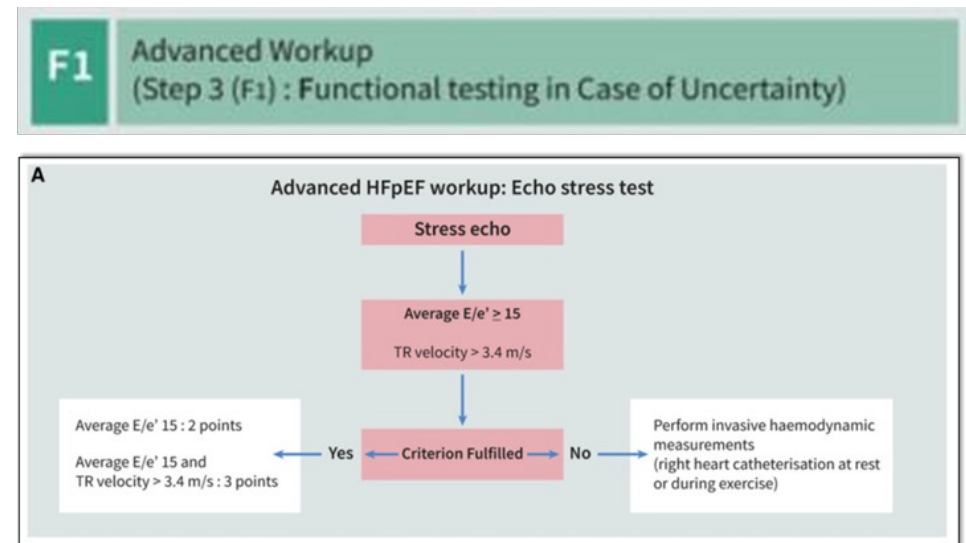 F1
Advanced Workup
(Step 3 (F1) : Functional testing in Case of Uncertainty)
A
Advanced HFpEF workup: Echo stress test
Stress echo
Average E/e' ≥ 15
TR velocity > 3.4 m/s
Average E/e' 15 : 2 points
Average E/e' 15 and
TR velocity > 3.4 m/s : 3 points
Yes
Criterion Fulfilled
No
Perform invasive haemodynamic
measurements
(right heart catheterisation at rest
or during exercise)